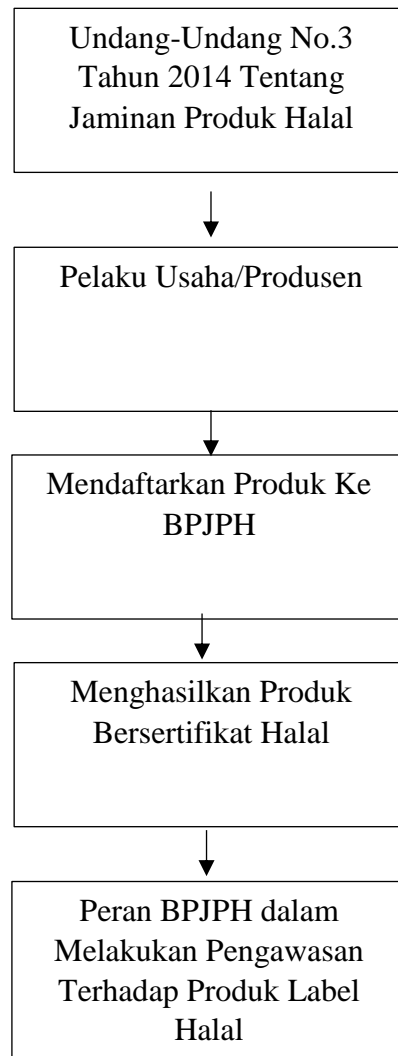 Undang-Undang No.3
Tahun 2014 Tentang
Jaminan Produk Halal
Pelaku Usaha/Produsen
Mendaftarkan Produk Ke
BPJPH
Menghasilkan Produk
Bersertifikat Halal
Peran BPJPH dalam
Melakukan Pengawasan
Terhadap Produk Label
Halal